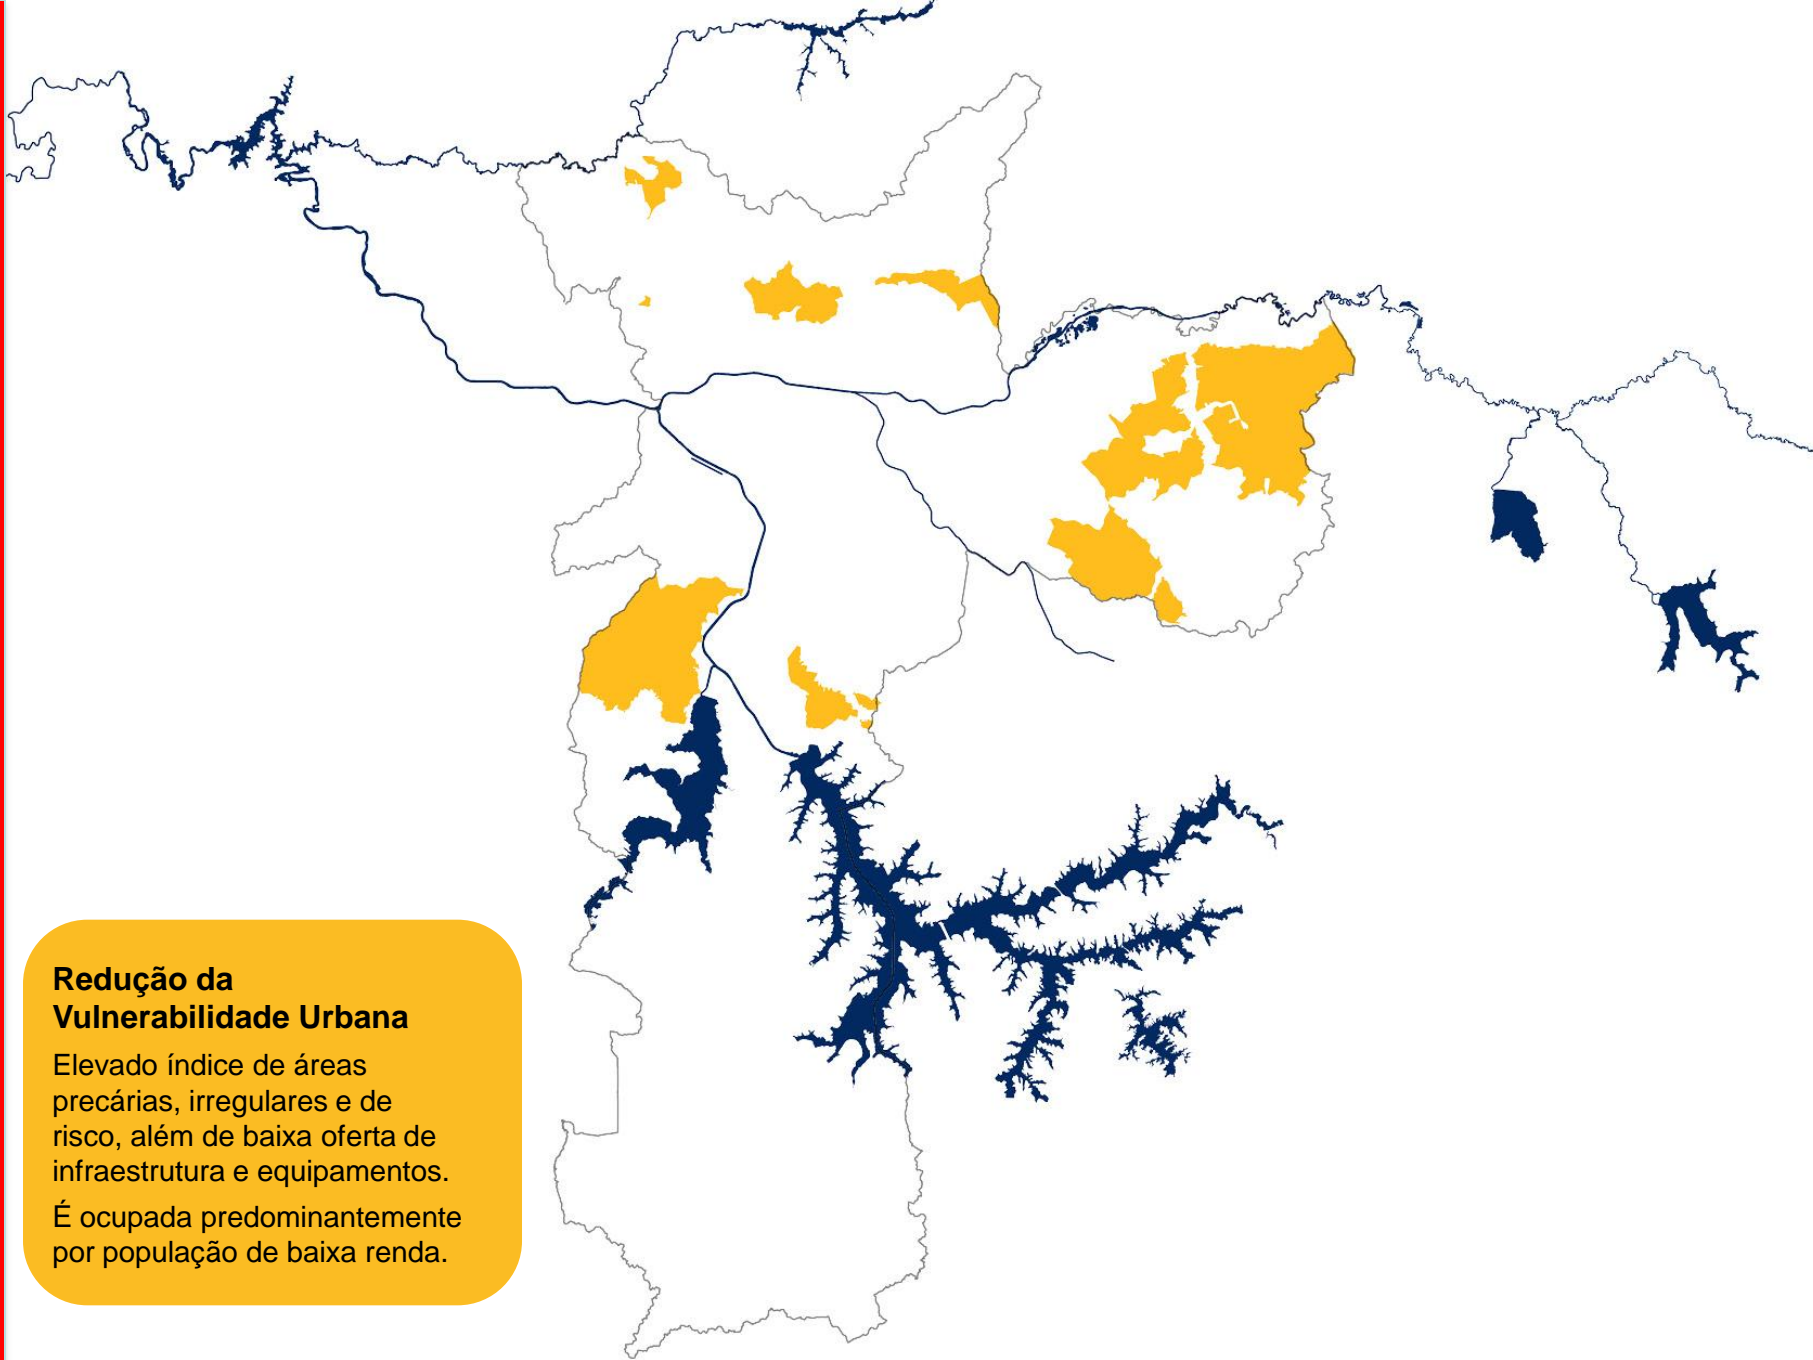 Redução da
Vulnerabilidade Urbana
Elevado índice de áreas
precárias, irregulares e de
risco, além de baixa oferta de
infraestrutura e equipamentos.
É ocupada predominantemente
por população de baixa renda.